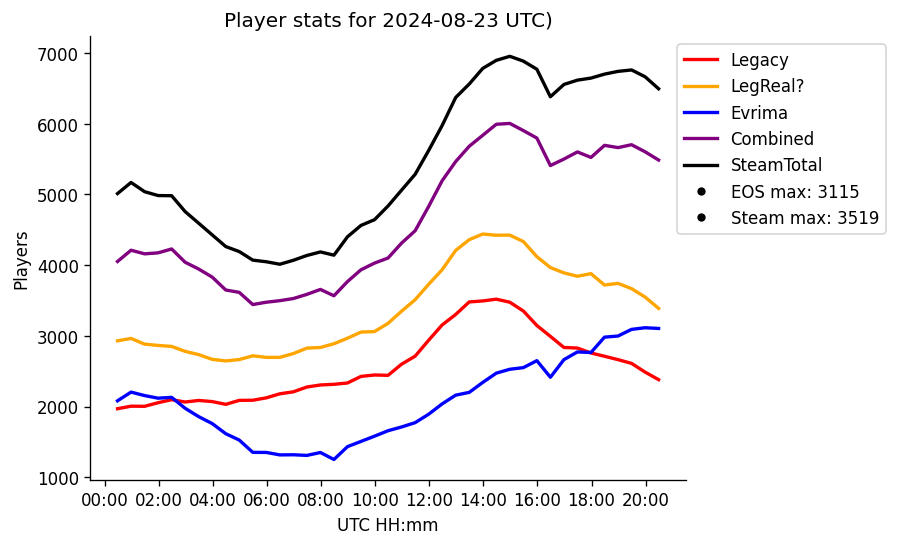 Player stats for 2024-08-23 UTC)
7000
6000
5000
4000
3000
2000
1000
Players
00:00 02:00 04:00 06:00 08:00 10:00 12:00 14:00 16:00 18:00 20:00
UTC HH:mm
Legacy
LegReal?
Evrima
Combined
SteamTotal
EOS max: 3115
Steam max: 3519